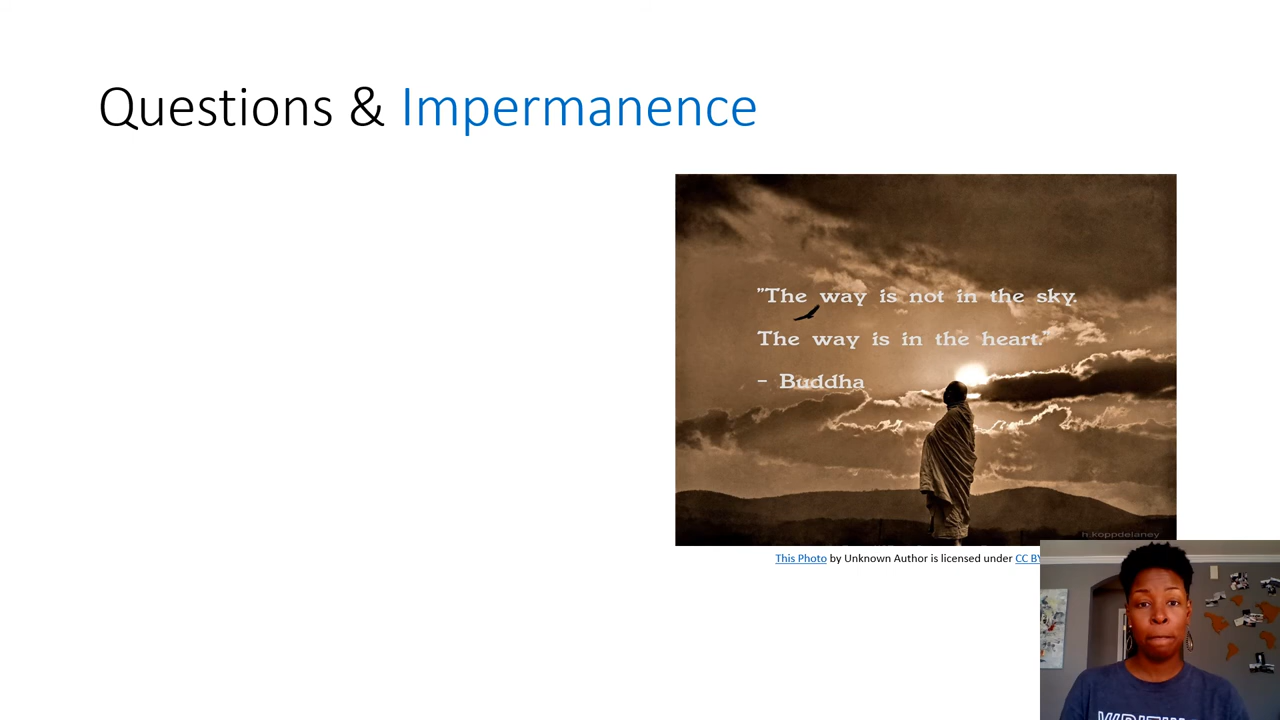 Questions & Impermanence
"The way is not in the sky.
The way is in the heart."
- Buddha
h.koppdelaney
This Photo by Unknown Author is licensed under CC BY